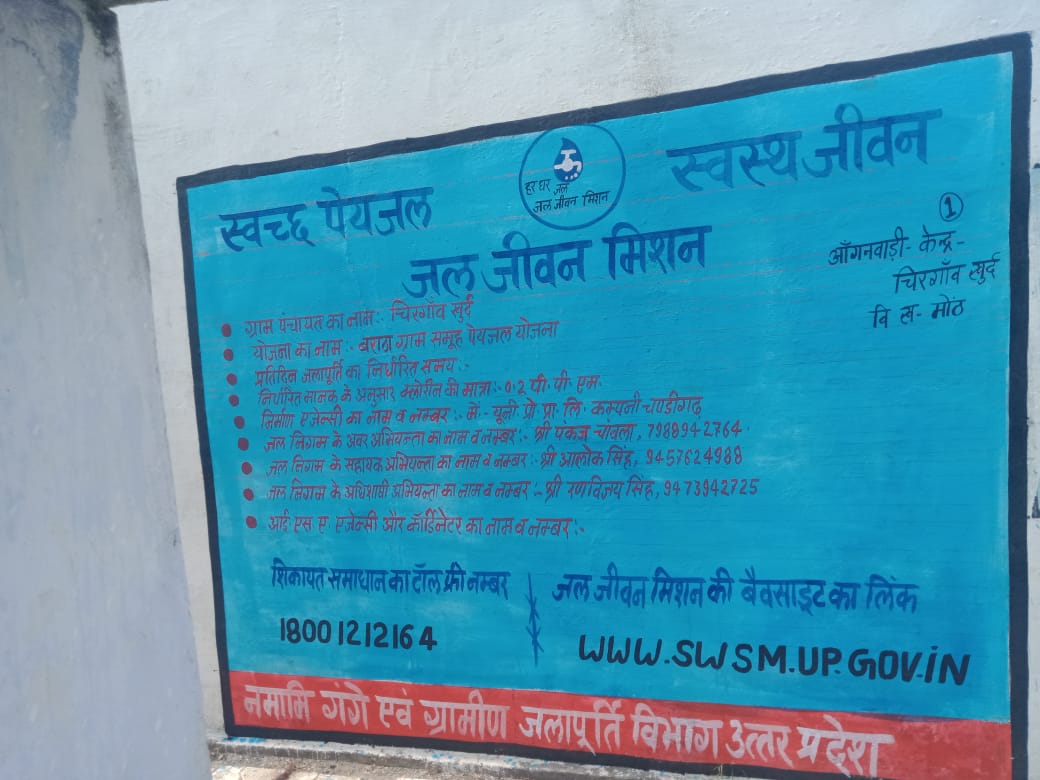 स्वच्छ पेयजल
हर घर जल
जल जीवन मिशन
स्वस्थ जीवन
जल जीवन मिशन
1
आँगनवाड़ी- केन्द्र-
चिरगाँव खुर्द
वि स- मोंठ
ग्राम पंचायत का नाम:- चिरगाँव खुर्द
योजना का नाम:- बराठा ग्राम समूह पेयजल योजना
प्रतिदिन जलापूर्ति का निर्धारित समय:-
निर्धारित मानक के अनुसार क्लोरीन की मात्रा:- 0.2 पी. पी. एम.
निर्माण एजेन्सी का नाम व नम्बर:- मै- यूनी प्रो प्रा. लि. कम्पनी-चण्डीगढ़
जल निगम के अवर अभियन्ता का नाम व नम्बर:- श्री पंकज चावला, 7988942764.
जल निगम के सहायक अभियन्ता का नाम व नम्बर:- श्री आलोक सिंह, 9457624988
जल निगम के अधिशाषी अभियन्ता का नाम व नम्बर:- श्री रणविजय सिंह, 9473942725
आई एस ए एजेन्सी और कॉर्डिनेटर का नाम व नम्बर:-
शिकायत समाधान का टॉल फ्री नम्बर
18001212164
जल जीवन मिशन की बैवसाइट का लिंक
WWW.SWSM.UP.GOV.iN
नमामि गंगे एवं ग्रामीण जलापूर्ति विभाग उत्तर प्रदेश